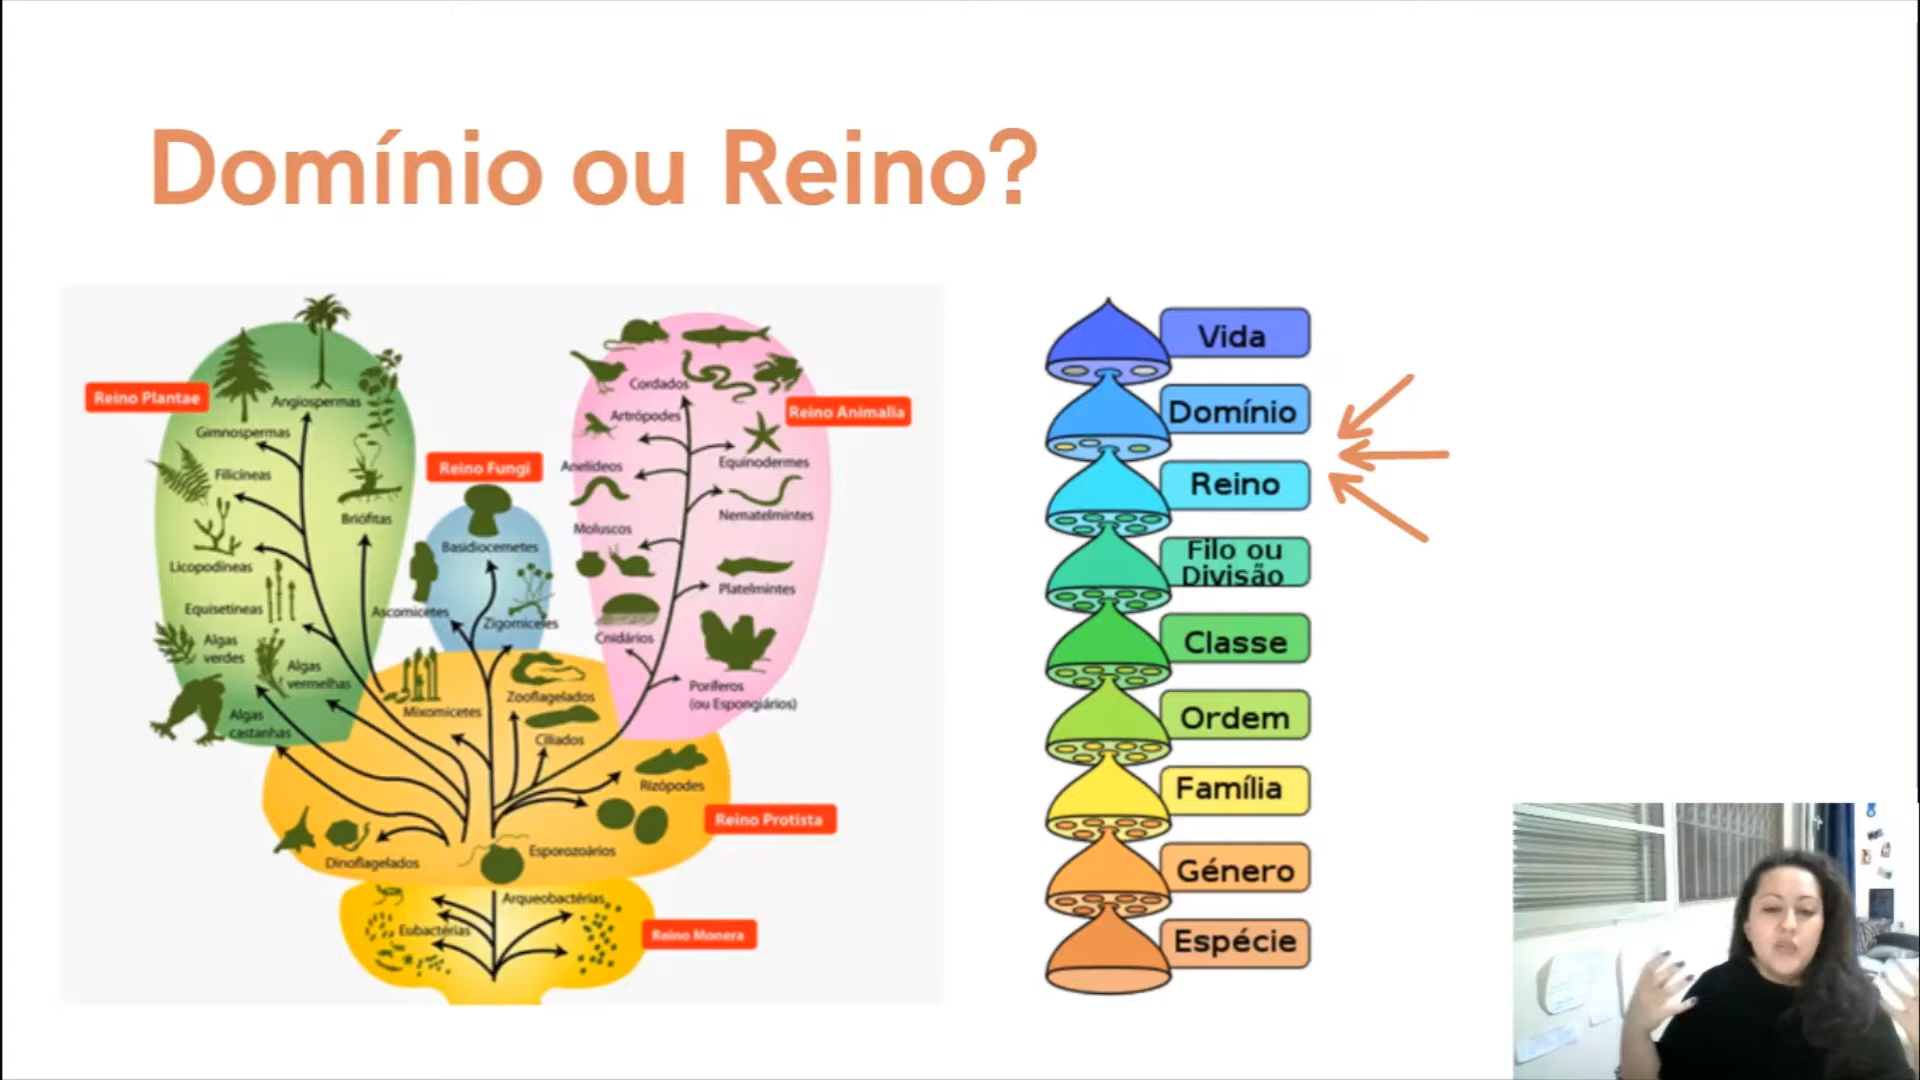 Domínio ou Reino?
Reino Plantae
Angiospermas
Gimnospermas
Filicíneas
Briófitas
Licopodíneas
Equisetíneas
Algas
verdes
Algas
vermelhas
Algas
castanhas
Reino Fungi
Basidiocemetes
Ascomicetes
Zigomiceles
Reino Animalia
Cordados
Artrópodes
Equinodermes
Anelídeos
Nematelmintes
Moluscos
Platelmintes
Cnidários
Poríferos
(ou Espongiários)
Mixomicetes
Zooflagelados
Ciliados
Rizópodes
Reino Protista
Esporozoários
Dinoflagelados
Arqueobactérias
Eubactérias
Reino Monera
Vida
Domínio
Reino
Filo ou
Divisão
Classe
Ordem
Família
Género
Espécie